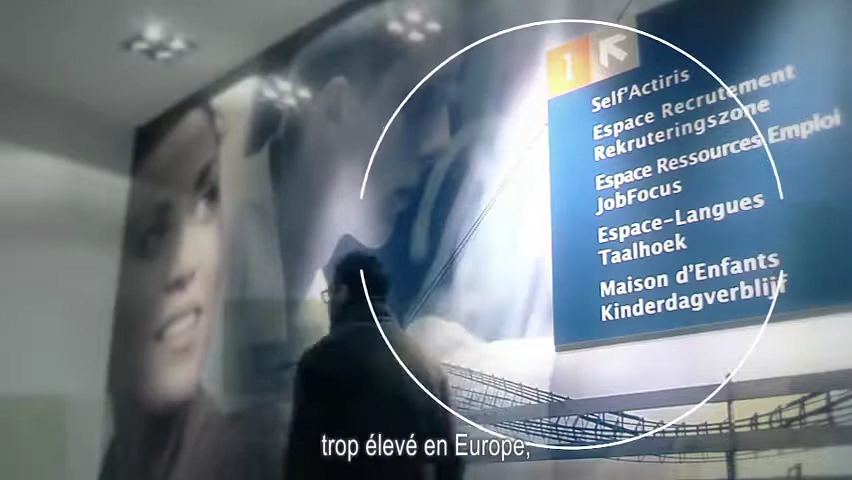 1
Self'Actiris
Espace Recrutement
Rekruteringszone
Espace Ressources Emploi
JobFocus
Espace-Langues
Taalhoek
Maison d'Enfants
Kinderdagverblijf
trop élevé en Europe,